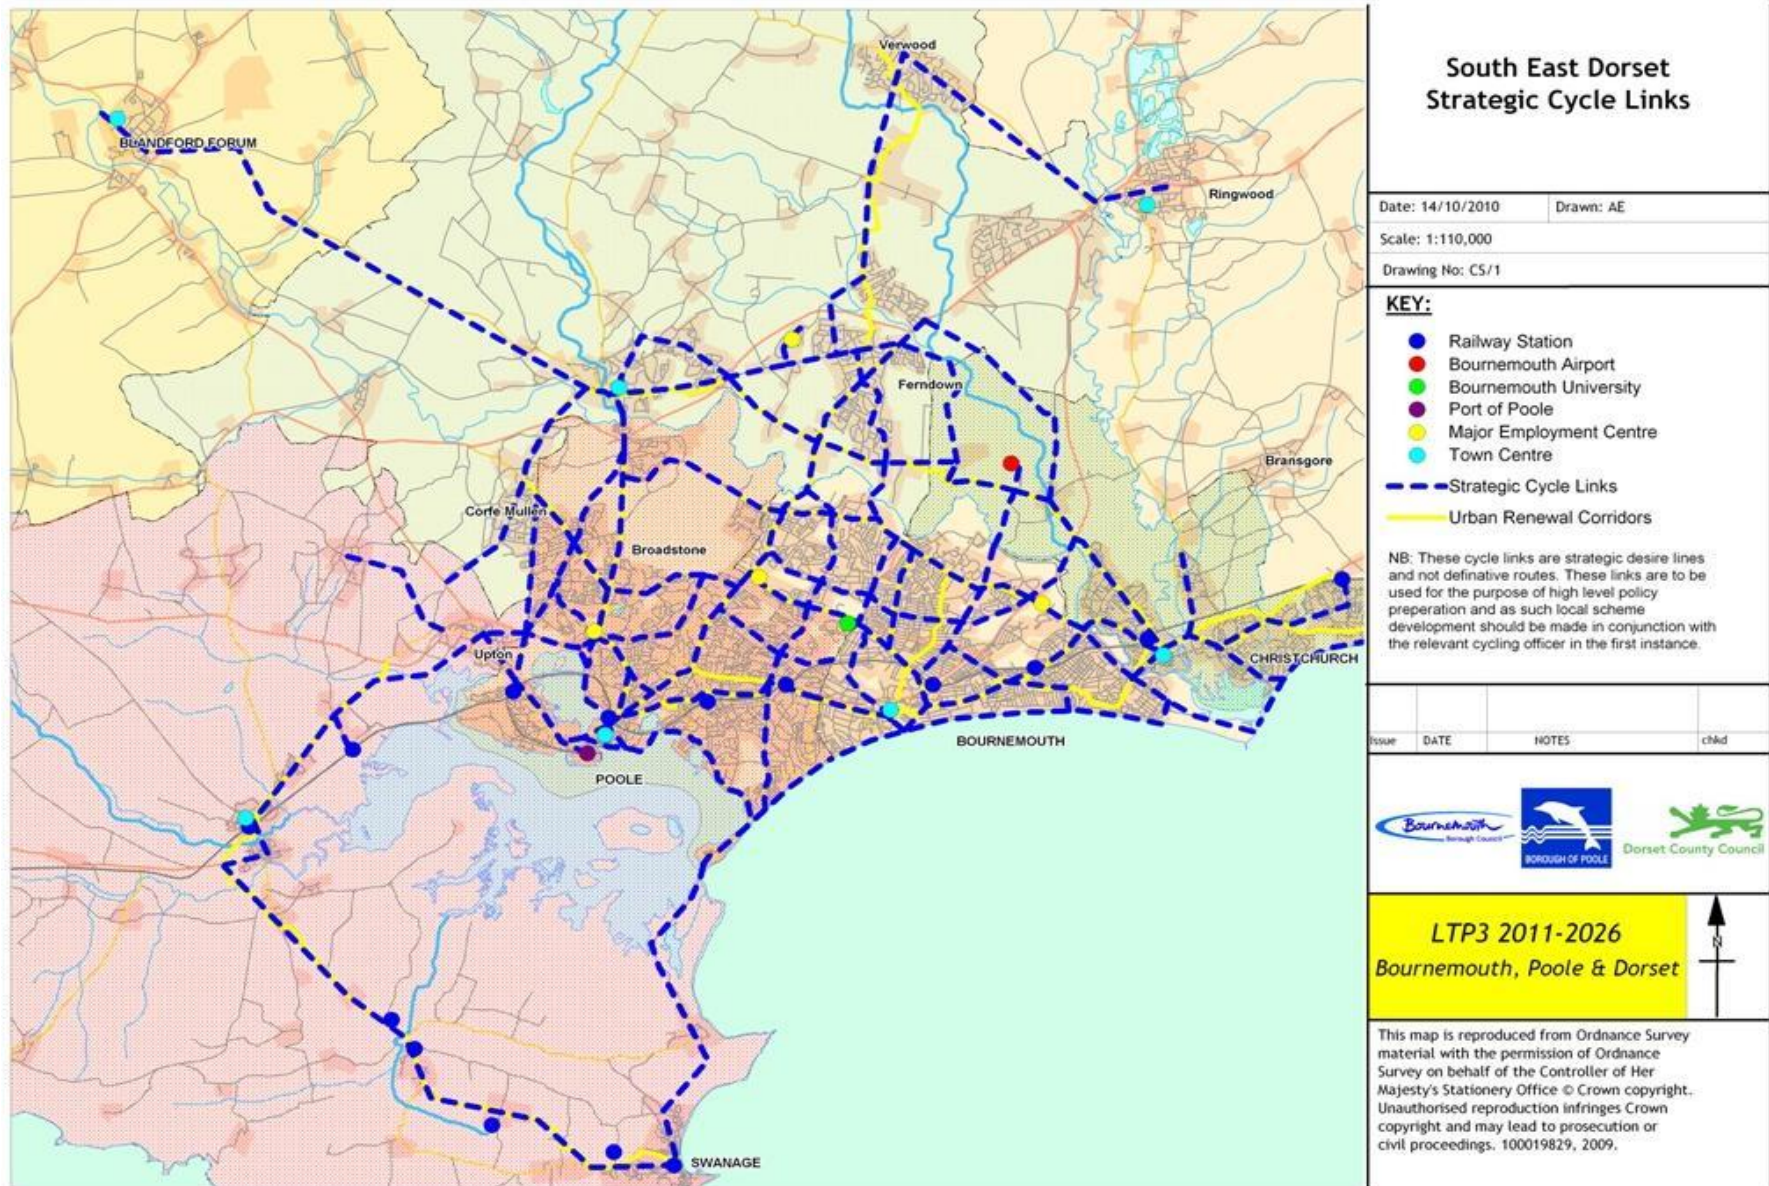 South East Dorset
Strategic Cycle Links
Date: 14/10/2010
Drawn: AE
Scale: 1:110,000
Drawing No: CS/1
KEY:
Railway Station
Bournemouth Airport
Bournemouth University
Port of Poole
Major Employment Centre
Town Centre
Strategic Cycle Links
Urban Renewal Corridors
NB: These cycle links are strategic desire lines
and not definative routes. These links are to be
used for the purpose of high level policy
preperation and as such local scheme
development should be made in conjunction with
the relevant cycling officer in the first instance.
Issue
DATE
NOTES
chkd
Bournemouth
Borough Council
BOROUGH OF POOLE
Dorset County Council
LTP3 2011-2026
Bournemouth, Poole & Dorset
N
This map is reproduced from Ordnance Survey
material with the permission of Ordnance
Survey on behalf of the Controller of Her
Majesty's Stationery Office © Crown copyright.
Unauthorised reproduction infringes Crown
copyright and may lead to prosecution or
civil proceedings. 100019829, 2009.
Verwood
BLANDFORD FORUM
Ringwood
Ferndown
Bransgore
Corfe Mullen
Broadstone
Upton
CHRISTCHURCH
BOURNEMOUTH
POOLE
SWANAGE